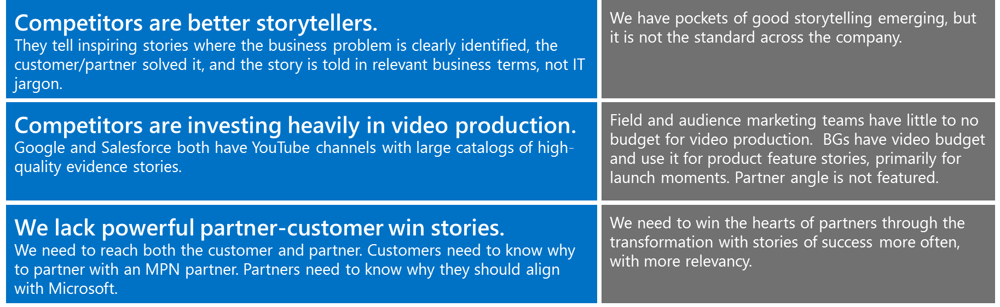 Competitors are better storytellers.
They tell inspiring stories where the business problem is clearly identified, the
customer/partner solved it, and the story is told in relevant business terms, not IT
jargon.
We have pockets of good storytelling emerging, but
it is not the standard across the company.
Competitors are investing heavily in video production.
Google and Salesforce both have YouTube channels with large catalogs of high-
quality evidence stories.
Field and audience marketing teams have little to no
budget for video production.  BGs have video budget
and use it for product feature stories, primarily for
launch moments. Partner angle is not featured.
We lack powerful partner-customer win stories.
We need to reach both the customer and partner. Customers need to know why
to partner with an MPN partner. Partners need to know why they should align
with Microsoft.
We need to win the hearts of partners through the
transformation with stories of success more often,
with more relevancy.